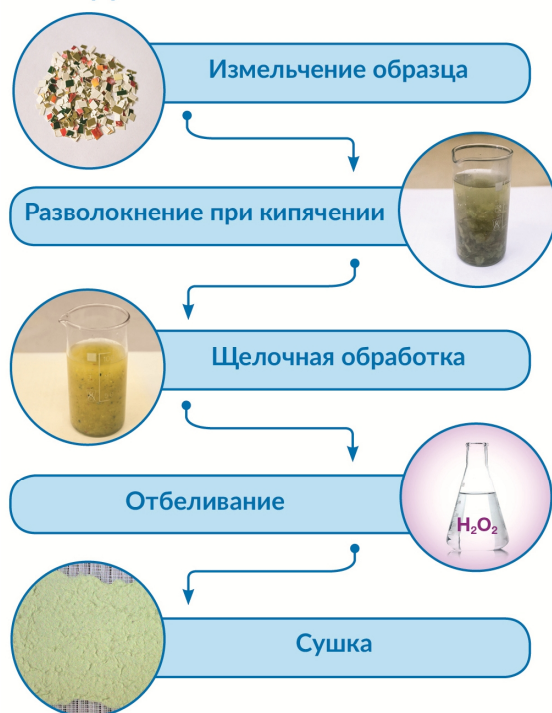 Измельчение образца
Разволокнение при кипячении
Щелочная обработка
Отбеливание
H₂O₂
Сушка